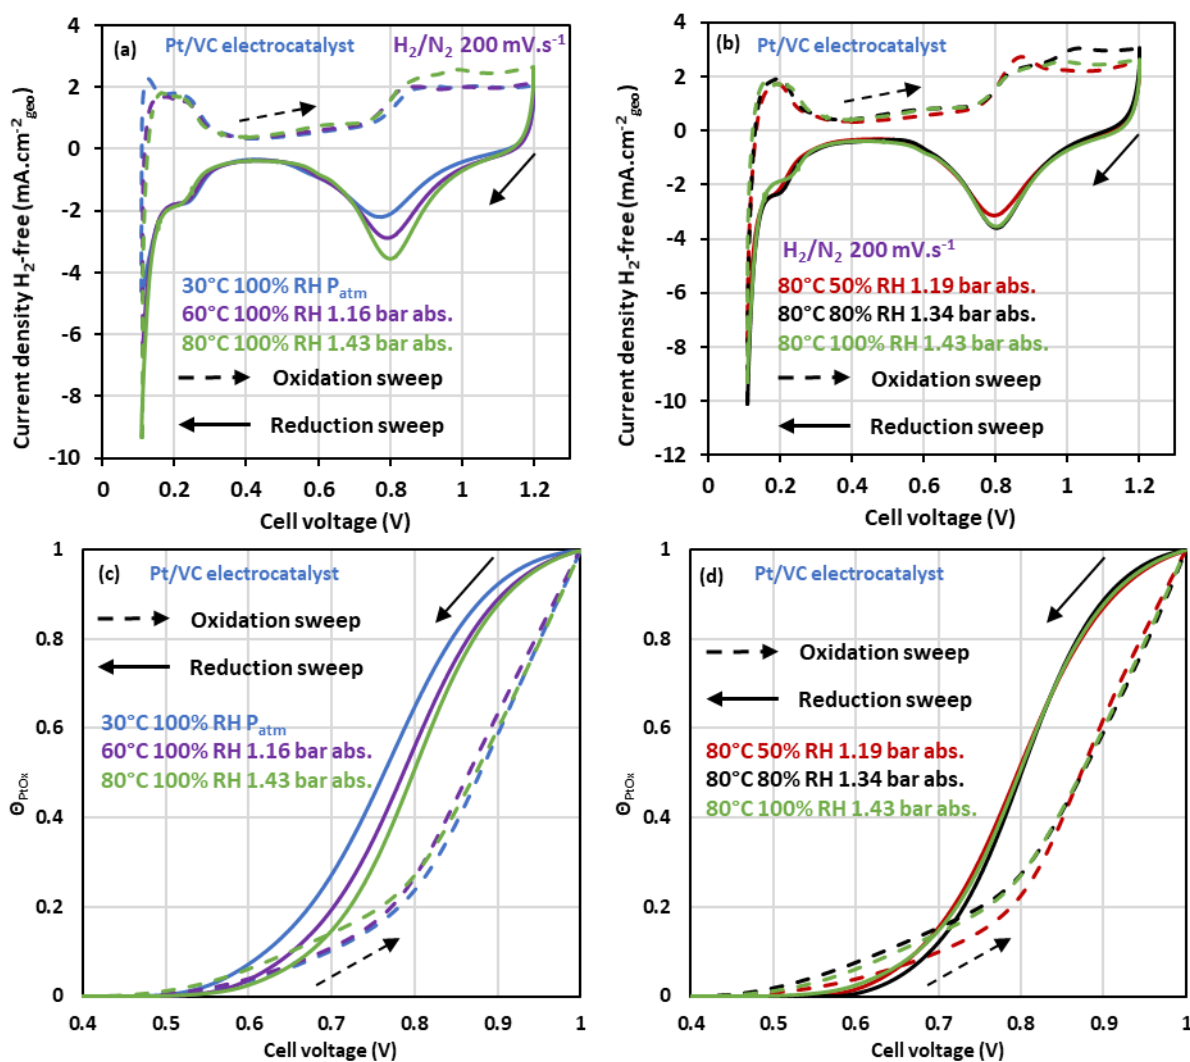 (a)
Pt/VC electrocatalyst
H₂/N₂ 200 mV.s⁻¹
4
2
0
-2
-4
-6
-8
-10
Current density H₂-free (mA.cm⁻²geo)
30°C 100% RH Patm
60°C 100% RH 1.16 bar abs.
80°C 100% RH 1.43 bar abs.
Oxidation sweep
Reduction sweep
0 0.2 0.4 0.6 0.8 1 1.2
Cell voltage (V)
(b)
Pt/VC electrocatalyst
4
2
0
-2
-4
-6
-8
-10
-12
Current density H₂-free (mA.cm⁻²geo)
H₂/N₂ 200 mV.s⁻¹
80°C 50% RH 1.19 bar abs.
80°C 80% RH 1.34 bar abs.
80°C 100% RH 1.43 bar abs.
Oxidation sweep
Reduction sweep
0 0.2 0.4 0.6 0.8 1 1.2
Cell voltage (V)
(c)
Pt/VC electrocatalyst
Oxidation sweep
Reduction sweep
30°C 100% RH Patm
60°C 100% RH 1.16 bar abs.
80°C 100% RH 1.43 bar abs.
1
0.8
0.6
0.4
0.2
0
ΘPtOx
0.4 0.5 0.6 0.7 0.8 0.9 1
Cell voltage (V)
(d)
Pt/VC electrocatalyst
Oxidation sweep
Reduction sweep
80°C 50% RH 1.19 bar abs.
80°C 80% RH 1.34 bar abs.
80°C 100% RH 1.43 bar abs.
1
0.8
0.6
0.4
0.2
0
ΘPtOx
0.4 0.5 0.6 0.7 0.8 0.9 1
Cell voltage (V)